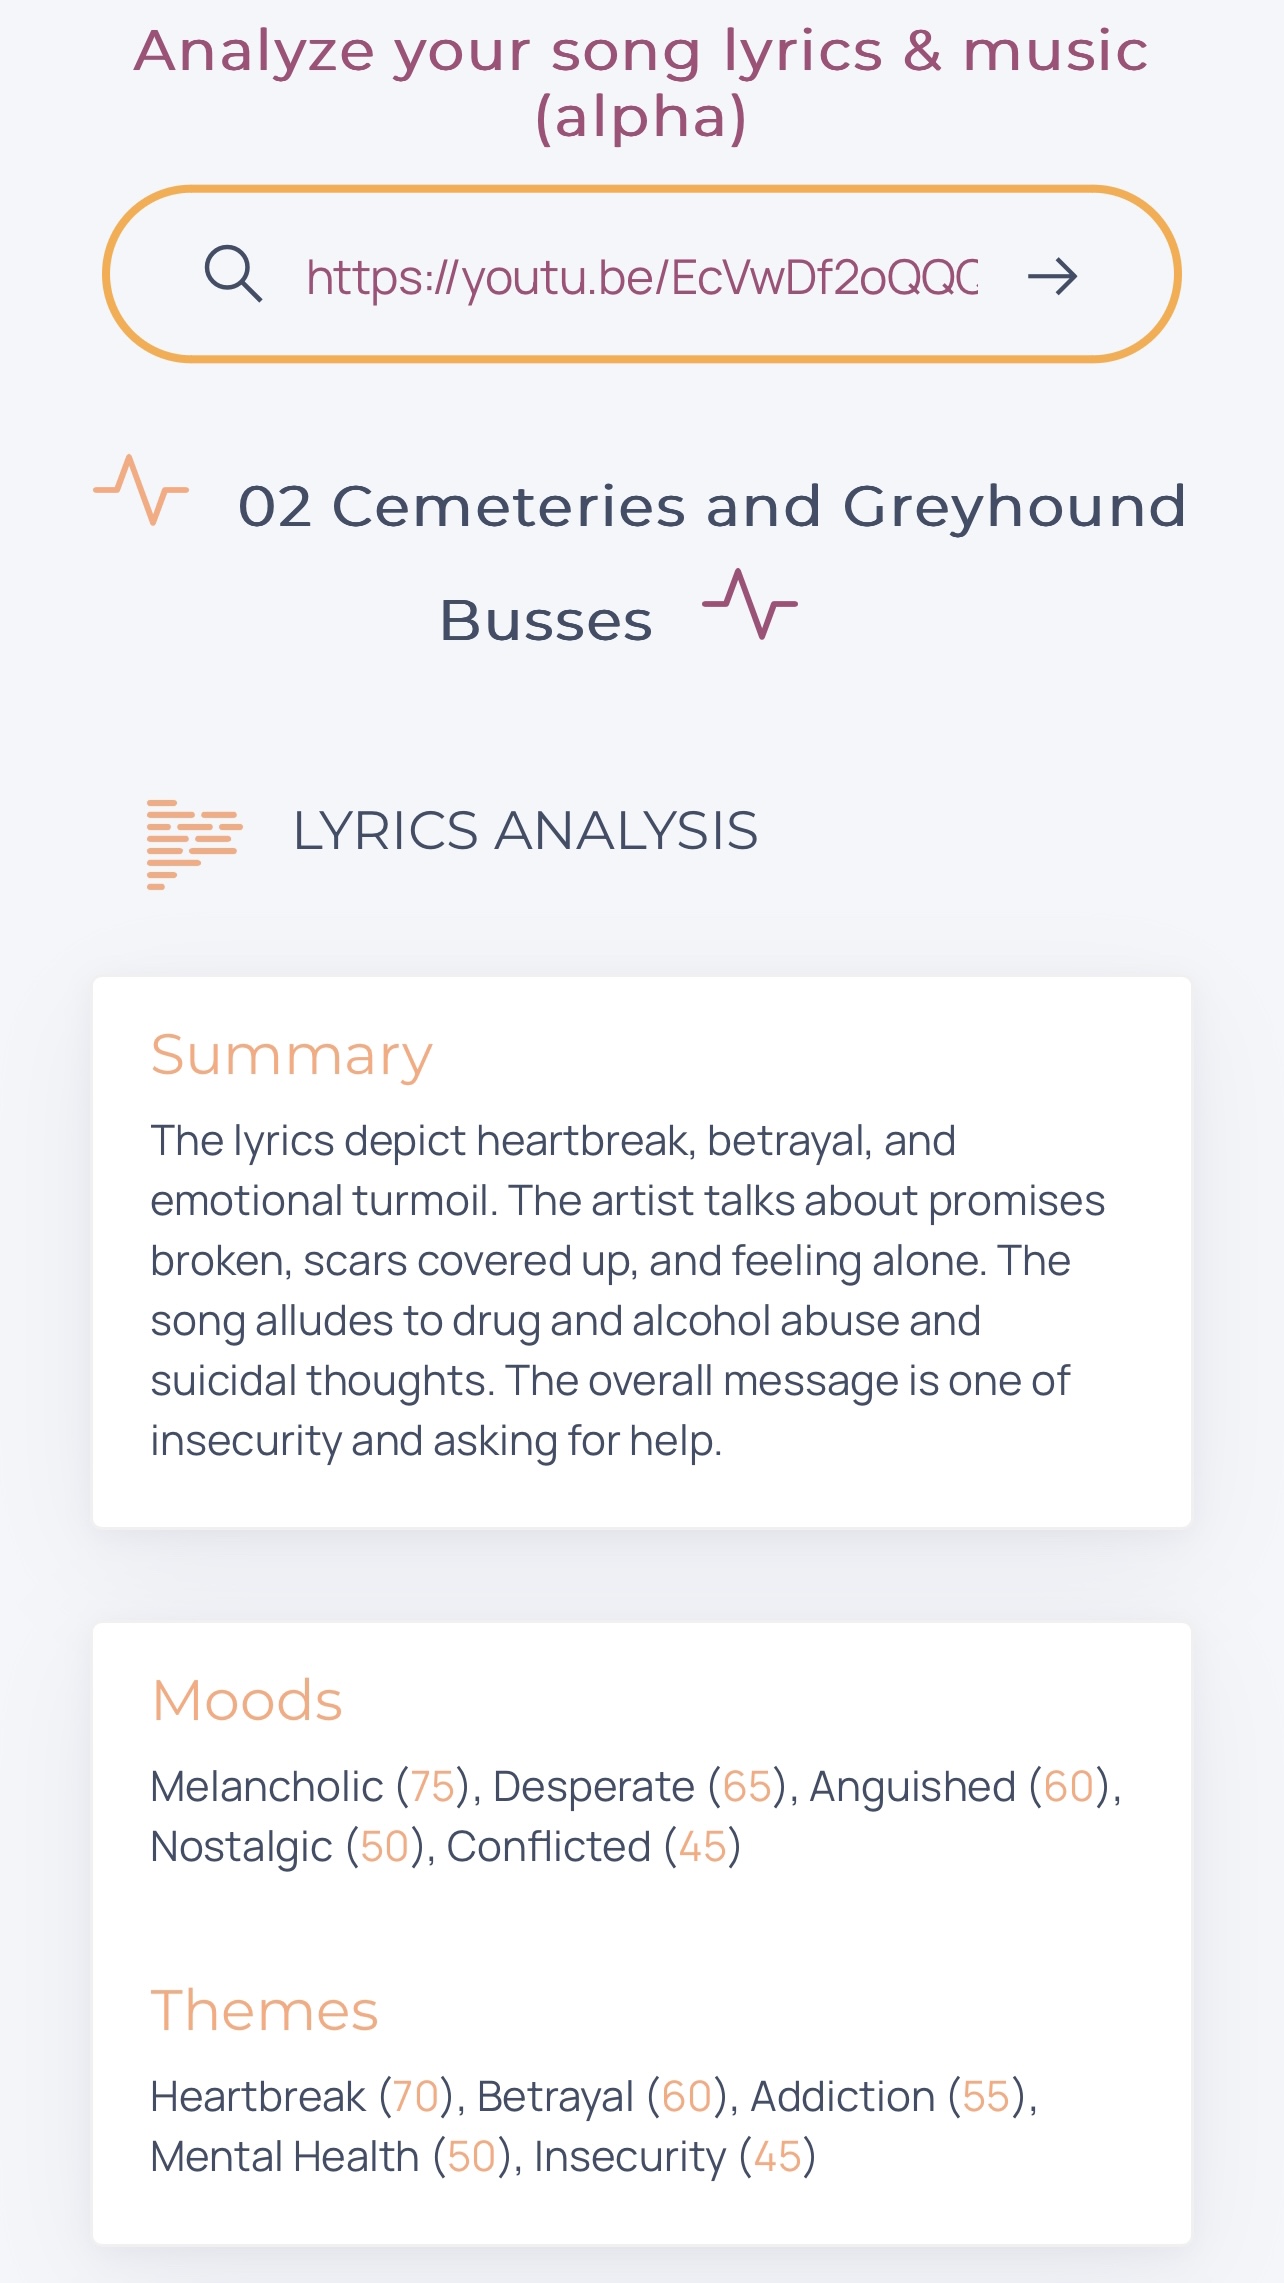 Analyze your song lyrics & music
(alpha)
https://youtu.be/EcVwDf2oQQC
02 Cemeteries and Greyhound
Busses
LYRICS ANALYSIS
Summary
The lyrics depict heartbreak, betrayal, and
emotional turmoil. The artist talks about promises
broken, scars covered up, and feeling alone. The
song alludes to drug and alcohol abuse and
suicidal thoughts. The overall message is one of
insecurity and asking for help.
Moods
Melancholic (75), Desperate (65), Anguished (60),
Nostalgic (50), Conflicted (45)
Themes
Heartbreak (70), Betrayal (60), Addiction (55),
Mental Health (50), Insecurity (45)